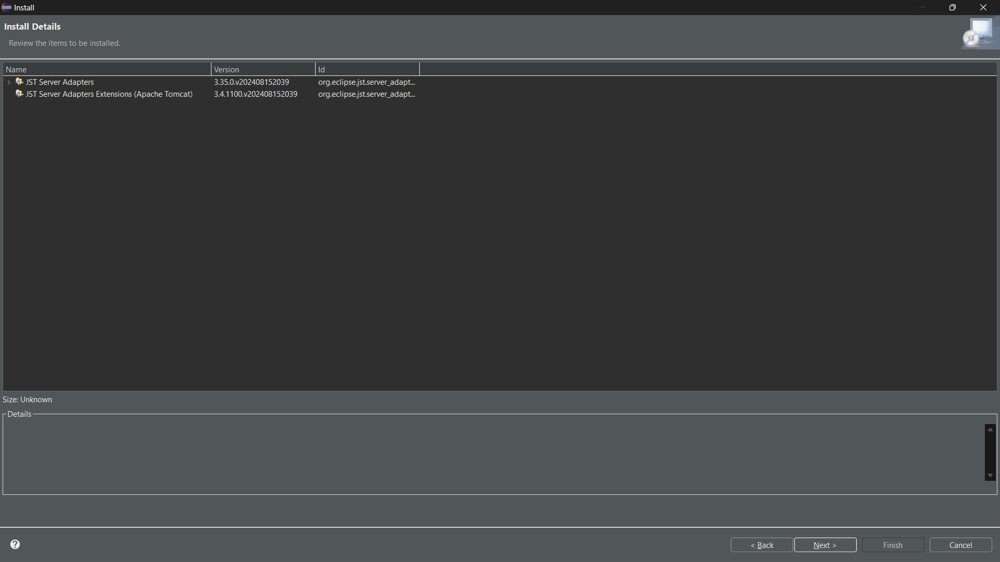 Install
Install Details
Review the items to be installed.
Name Version Id
JST Server Adapters 3.35.0.v202408152039 org.eclipse.jst.server_adapt...
JST Server Adapters Extensions (Apache Tomcat) 3.4.1100.v202408152039 org.eclipse.jst.server_adapt...
Size: Unknown
Details
? < Back Next > Finish Cancel